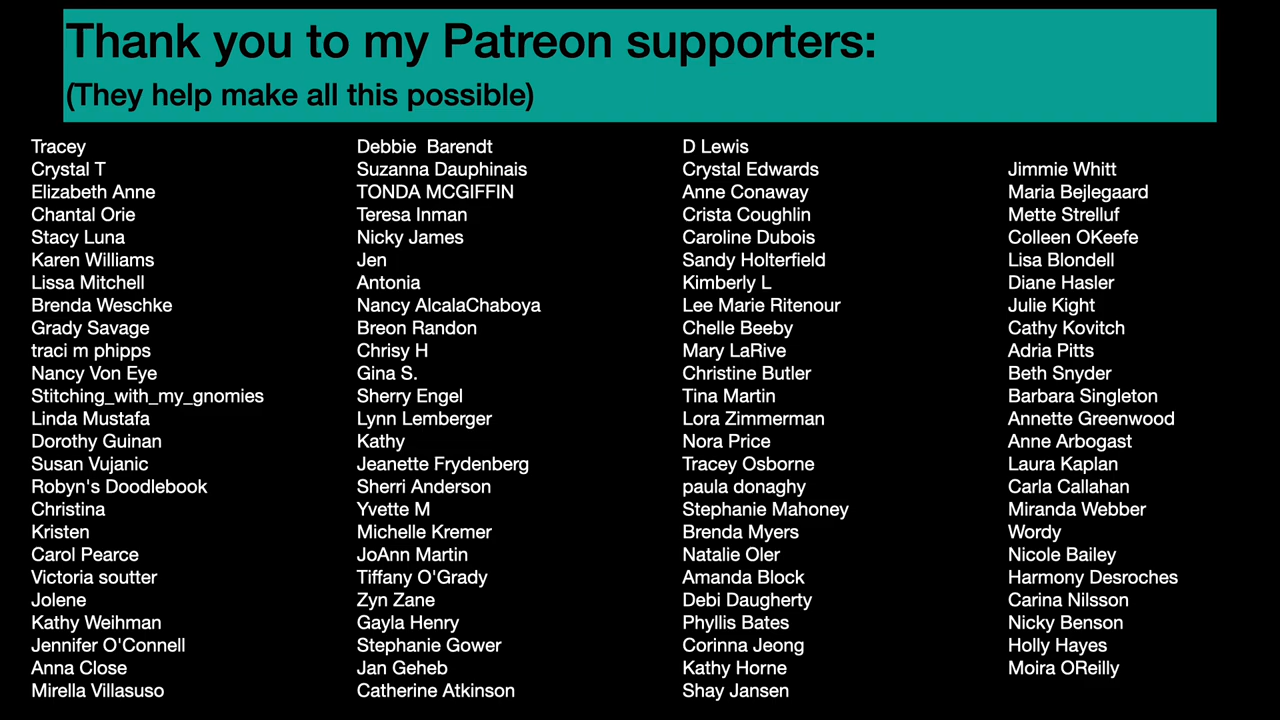 Thank you to my Patreon supporters:
(They help make all this possible)
Tracey
Crystal T
Elizabeth Anne
Chantal Orie
Stacy Luna
Karen Williams
Lissa Mitchell
Brenda Weschke
Grady Savage
traci m phipps
Nancy Von Eye
Stitching_with_my_gnomies
Linda Mustafa
Dorothy Guinan
Susan Vujanic
Robyn's Doodlebook
Christina
Kristen
Carol Pearce
Victoria soutter
Jolene
Kathy Weihman
Jennifer O'Connell
Anna Close
Mirella Villasuso
Debbie  Barendt
Suzanna Dauphinais
TONDA MCGIFFIN
Teresa Inman
Nicky James
Jen
Antonia
Nancy AlcalaChaboya
Breon Randon
Chrisy H
Gina S.
Sherry Engel
Lynn Lemberger
Kathy
Jeanette Frydenberg
Sherri Anderson
Yvette M
Michelle Kremer
JoAnn Martin
Tiffany O'Grady
Zyn Zane
Gayla Henry
Stephanie Gower
Jan Geheb
Catherine Atkinson
D Lewis
Crystal Edwards
Anne Conaway
Crista Coughlin
Caroline Dubois
Sandy Holterfield
Kimberly L
Lee Marie Ritenour
Chelle Beeby
Mary LaRive
Christine Butler
Tina Martin
Lora Zimmerman
Nora Price
Tracey Osborne
paula donaghy
Stephanie Mahoney
Brenda Myers
Natalie Oler
Amanda Block
Debi Daugherty
Phyllis Bates
Corinna Jeong
Kathy Horne
Shay Jansen
Jimmie Whitt
Maria Bejlegaard
Mette Strelluf
Colleen OKeefe
Lisa Blondell
Diane Hasler
Julie Kight
Cathy Kovitch
Adria Pitts
Beth Snyder
Barbara Singleton
Annette Greenwood
Anne Arbogast
Laura Kaplan
Carla Callahan
Miranda Webber
Wordy
Nicole Bailey
Harmony Desroches
Carina Nilsson
Nicky Benson
Holly Hayes
Moira OReilly